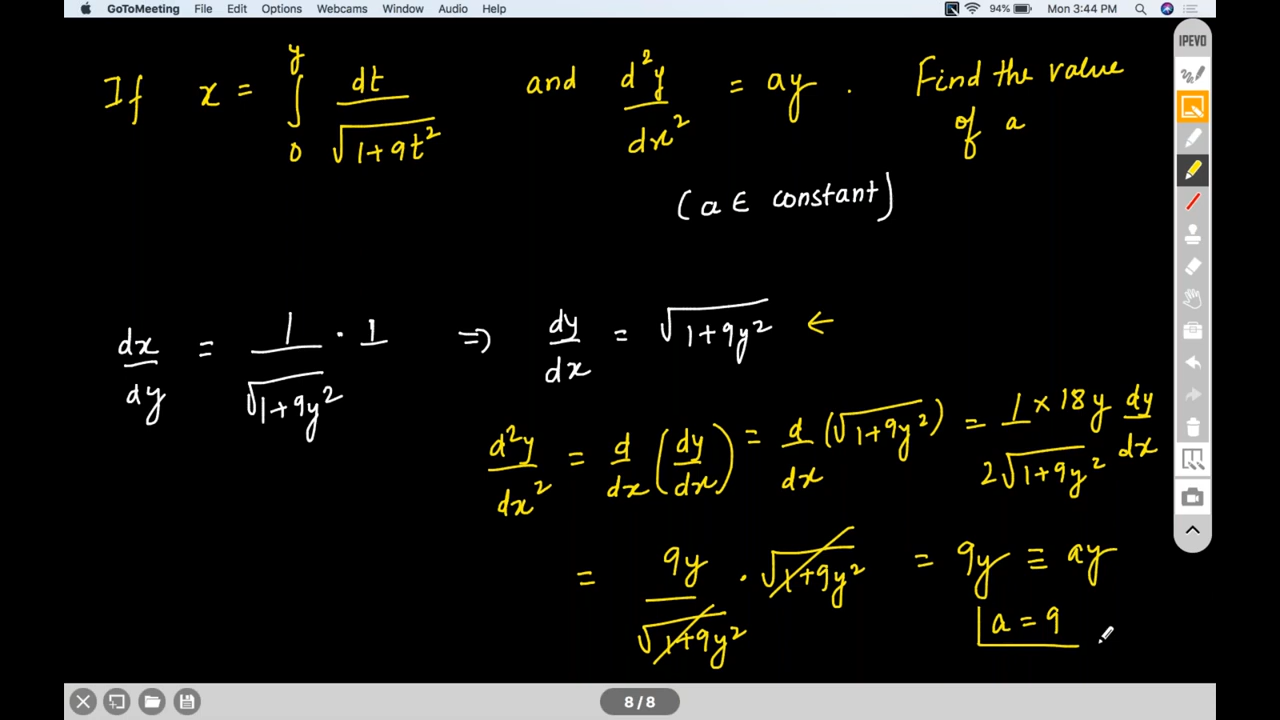 GoToMeeting File Edit Options Webcams Window Audio Help 94% Mon 3:44 PM
IPEVO
If x = ∫₀^y dt/√(1+9t²) and d²y/dx² = ay . Find the value
of a
(a ∈ constant)
dx/dy = 1/√(1+9y²) · 1 ⇒ dy/dx = √(1+9y²) ←
d²y/dx² = d/dx (dy/dx) = d/dx (√(1+9y²)) = 1/(2√(1+9y²)) × 18y dy/dx
= 9y/√(1+9y²) · √(1+9y²) = 9y ≡ ay
a = 9
8 / 8